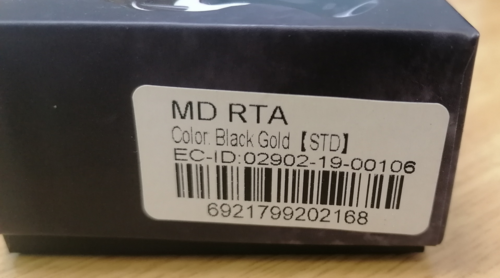 MD RTA
Color: Black Gold【STD】
EC-ID:02902-19-00106
6921799202168